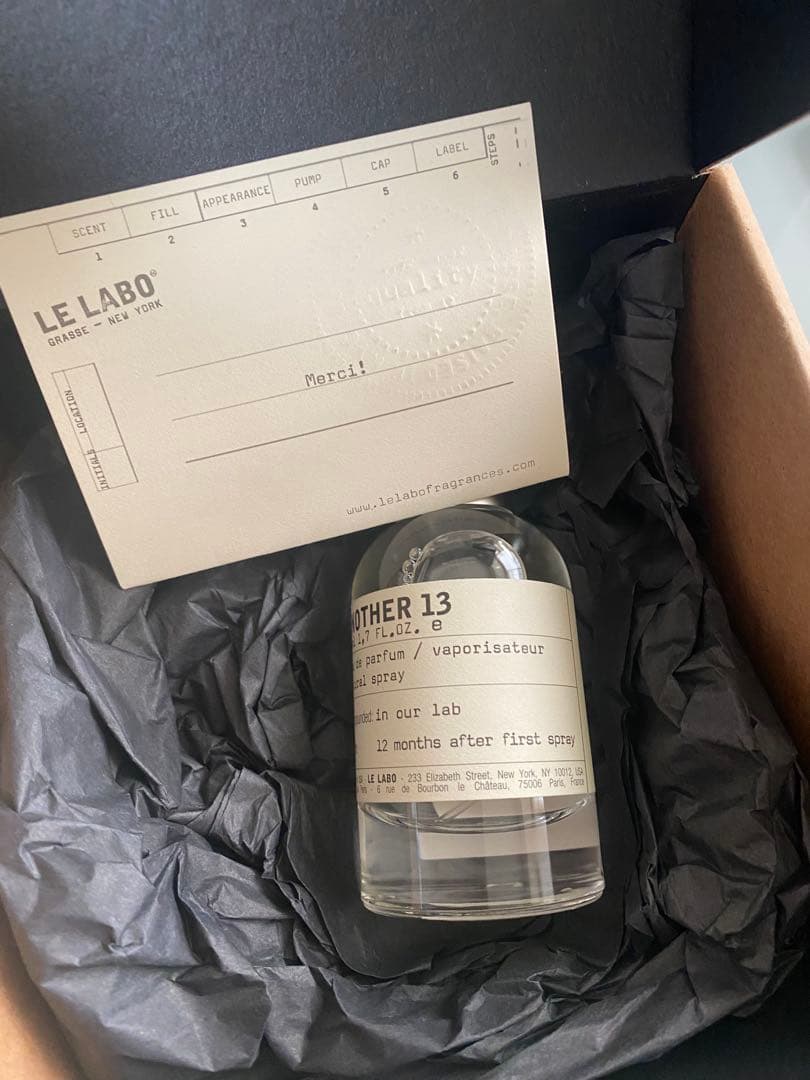 SCENT FILL APPEARANCE PUMP CAP LABEL STEPS
1 2 3 4 5 6
LE LABO®
GRASSE — NEW YORK
quality
Merci!
LOCATION
INITIALS
www.lelabofragrances.com
NOTHER 13
1,7 FL.OZ. e
parfum / vaporisateur
spray
in our lab
12 months after first spray
LE LABO - 233 Elizabeth Street, New York, NY 10012, USA
6 rue de Bourbon le Château, 75006 Paris, France